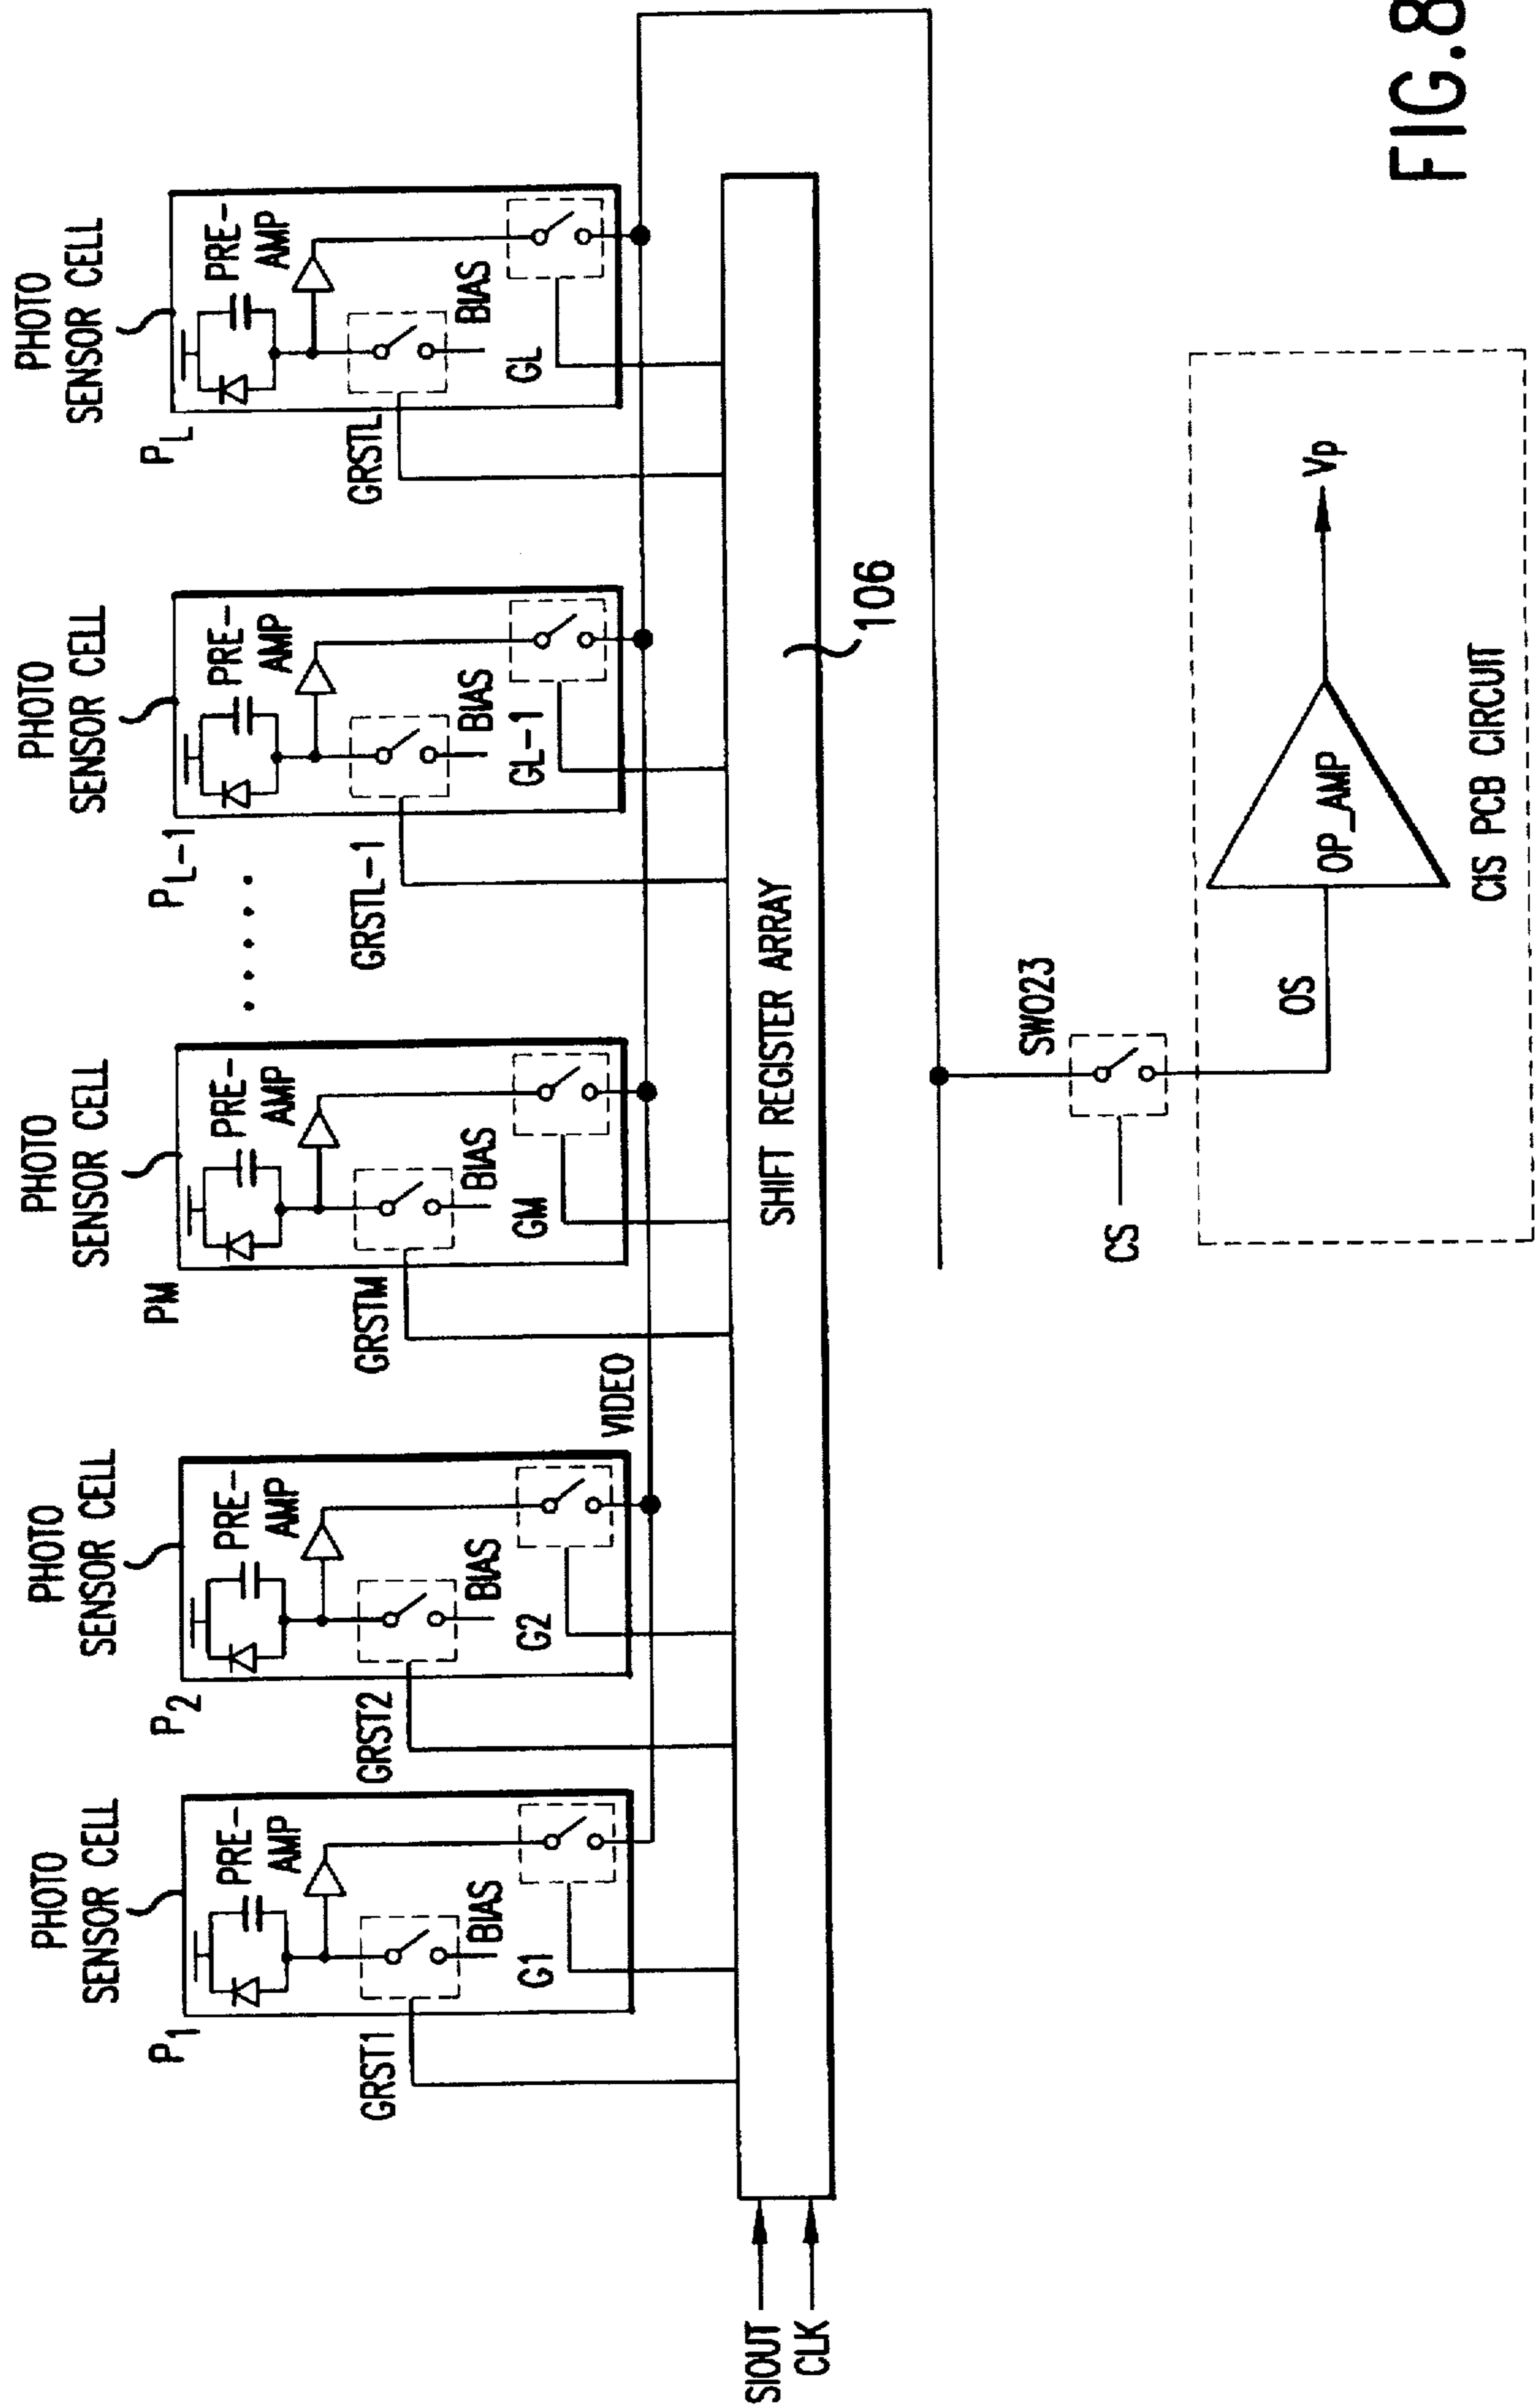 PHOTO
SENSOR CELL
PHOTO
SENSOR CELL
PHOTO
SENSOR CELL
PHOTO
SENSOR CELL
PHOTO
SENSOR CELL
P1
PRE-
AMP
BIAS
GRST1
G1
P2
PRE-
AMP
BIAS
GRST2
G2
VIDEO
PM
PRE-
AMP
BIAS
GRSTM
GM
PL-1
PRE-
AMP
BIAS
GRSTL-1
GL-1
PL
PRE-
AMP
BIAS
GRSTL
GL
SIOUT
CLK
SHIFT REGISTER ARRAY
106
SW023
CS
OS
OP_AMP
Vp
CIS PCB CIRCUIT
FIG.8